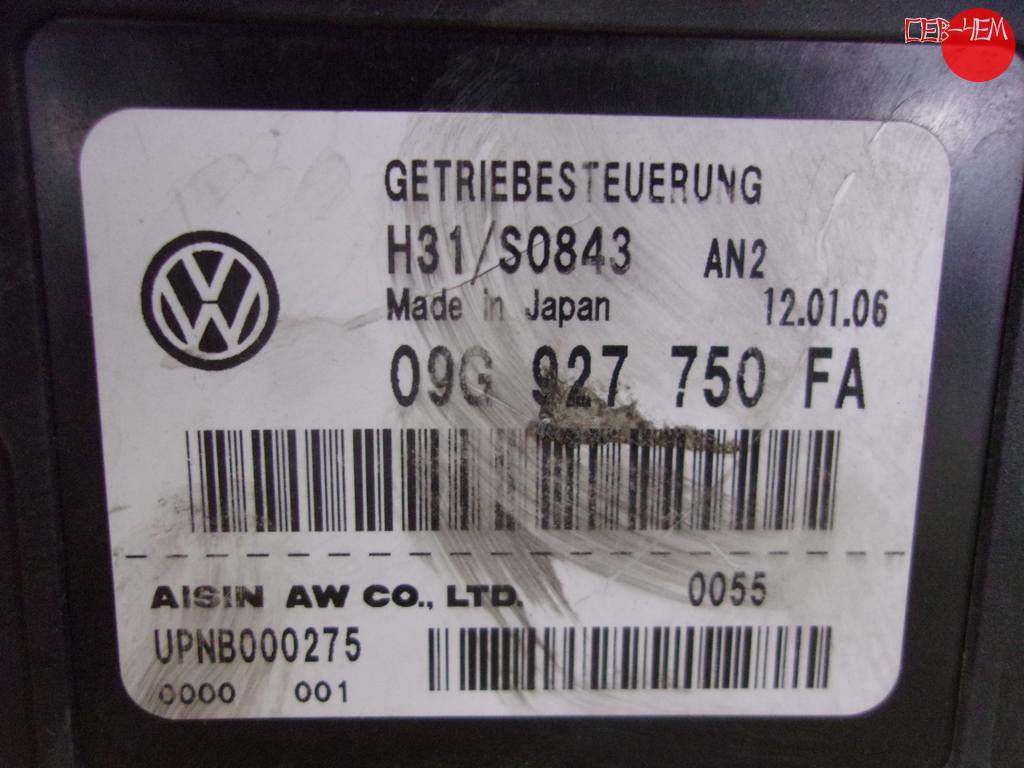 GETRIEBESTEUERUNG
H31/S0843 AN2
Made in Japan 12.01.06
09G 927 750 FA
AISIN AW CO., LTD. 0055
UPNB000275
0000 001